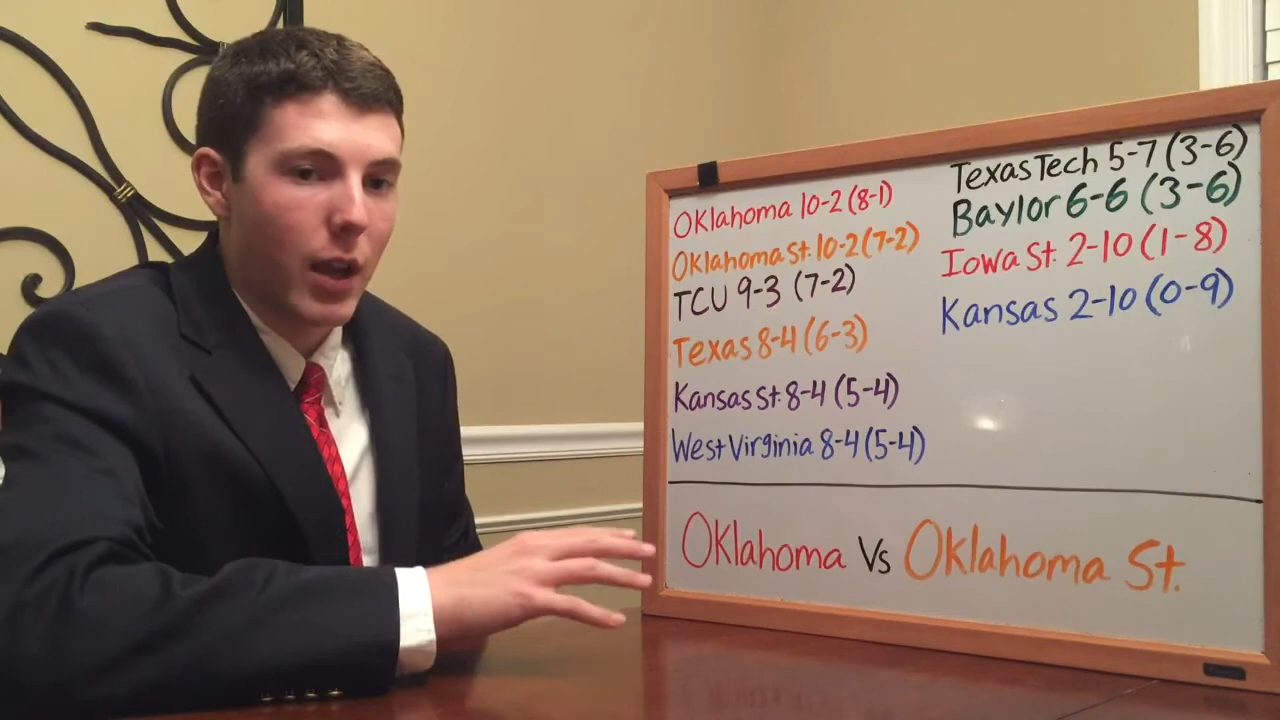 Oklahoma 10-2 (8-1)
Oklahoma St. 10-2 (7-2)
TCU 9-3 (7-2)
Texas 8-4 (6-3)
Kansas St. 8-4 (5-4)
West Virginia 8-4 (5-4)
Texas Tech 5-7 (3-6)
Baylor 6-6 (3-6)
Iowa St. 2-10 (1-8)
Kansas 2-10 (0-9)
Oklahoma Vs Oklahoma St.